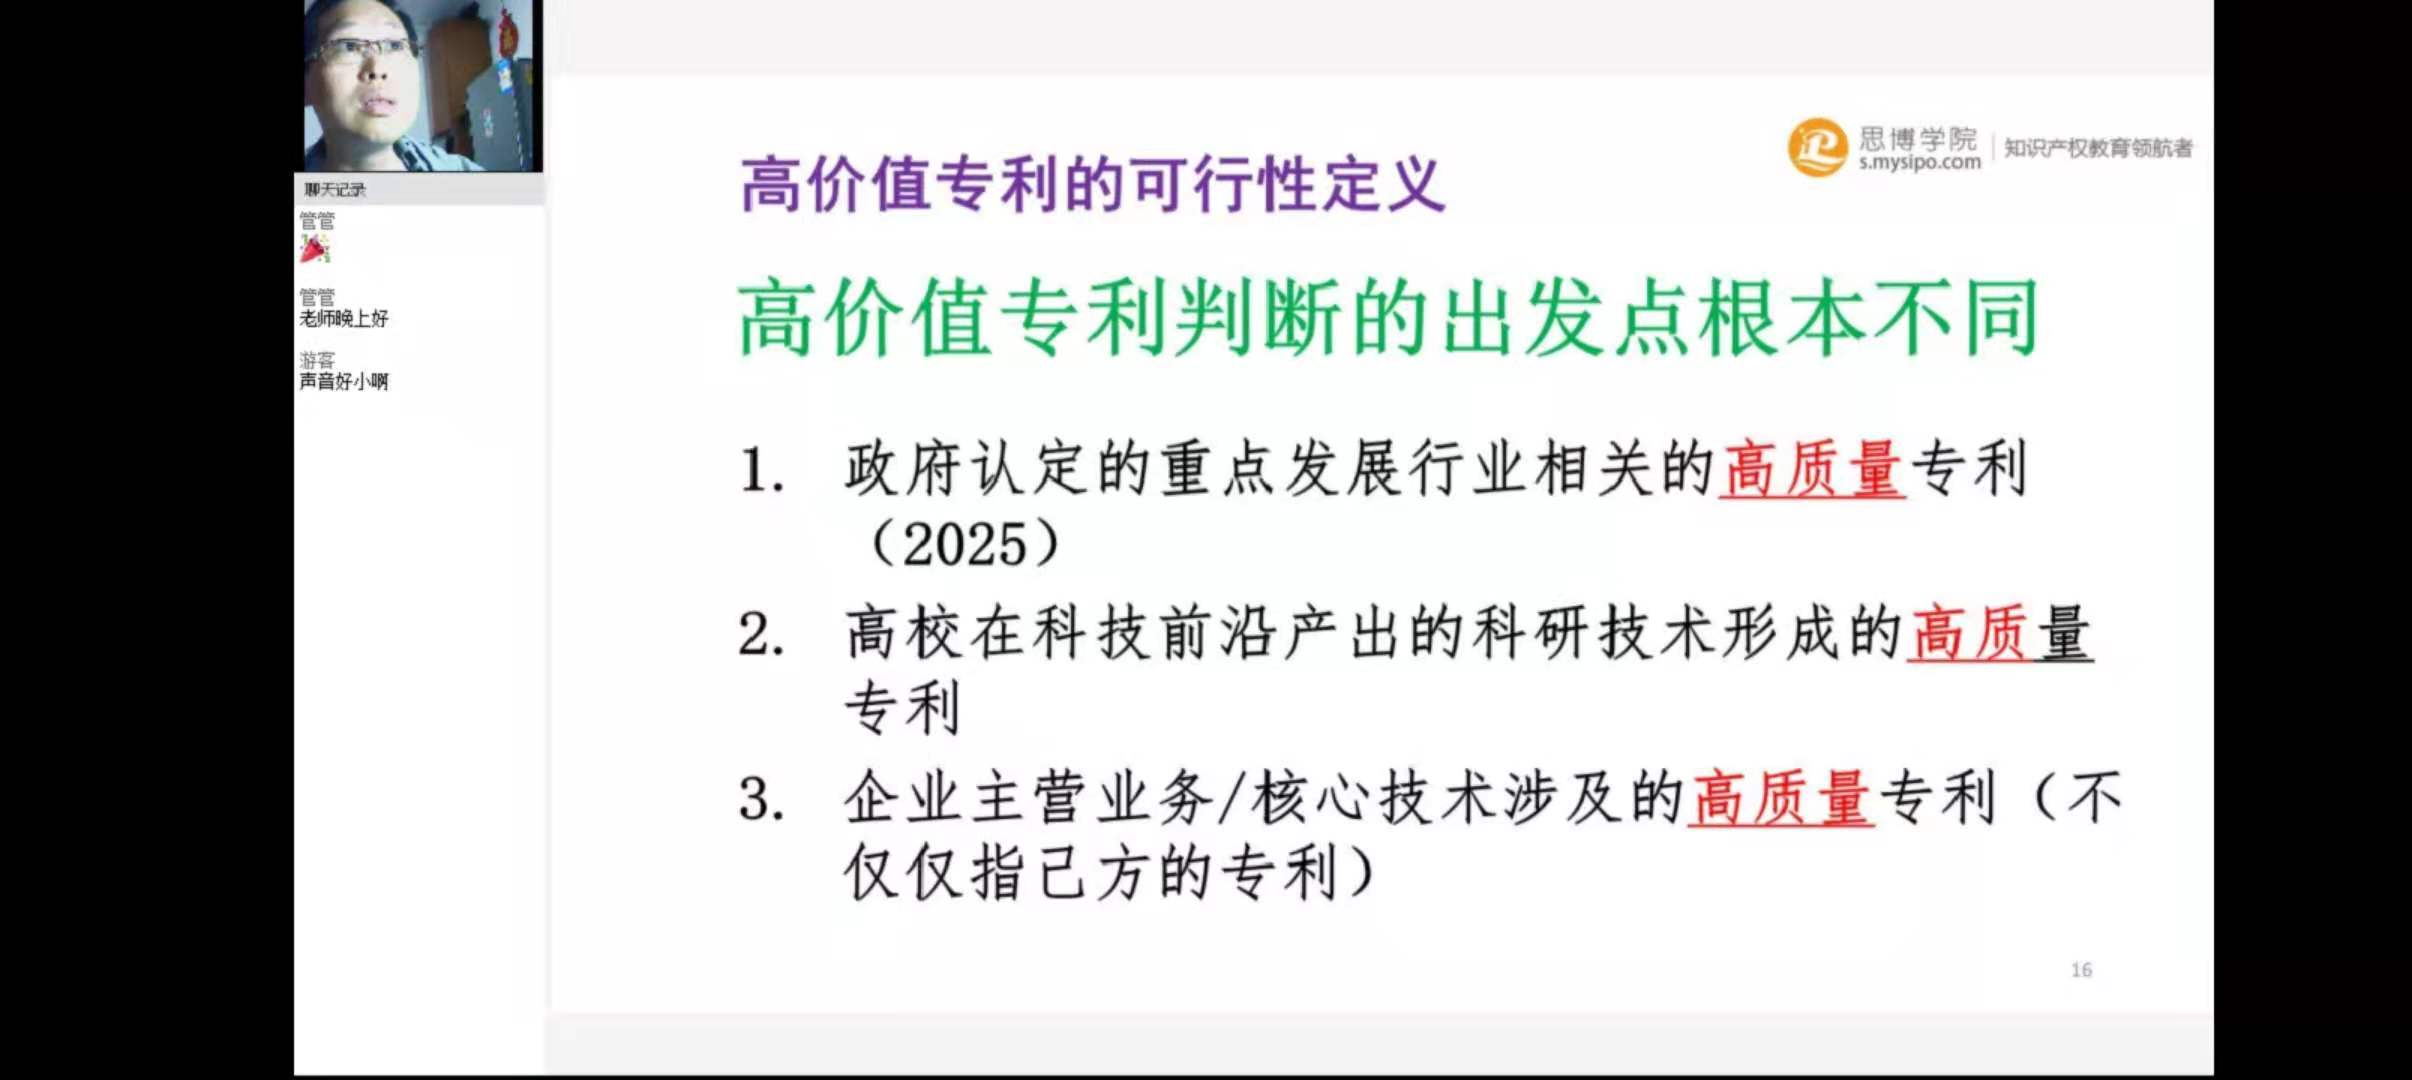 聊天记录
管管
管管
老师晚上好
游客
声音好小啊
思博学院
s.mysipo.com
知识产权教育领航者
高价值专利的可行性定义
高价值专利判断的出发点根本不同
1. 政府认定的重点发展行业相关的高质量专利
（2025）
2. 高校在科技前沿产出的科研技术形成的高质量
专利
3. 企业主营业务/核心技术涉及的高质量专利（不
仅仅指己方的专利）
16